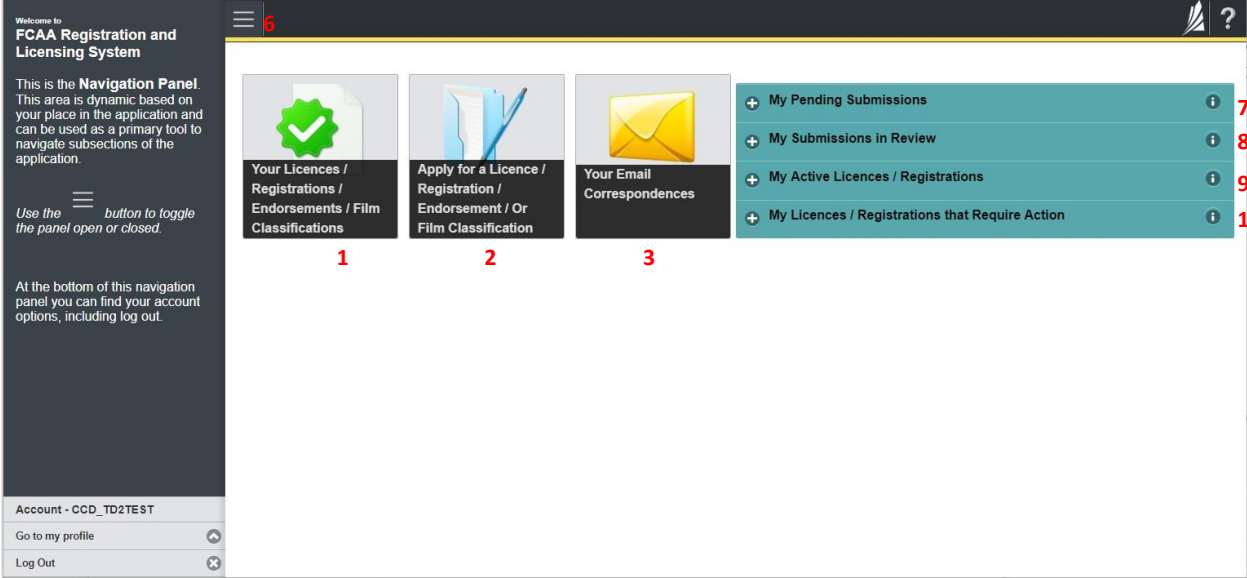 Welcome to
FCAA Registration and
Licensing System
This is the Navigation Panel.
This area is dynamic based on
your place in the application and
can be used as a primary tool to
navigate subsections of the
application.
Use the button to toggle
the panel open or closed.
At the bottom of this navigation
panel you can find your account
options, including log out.
Account - CCD_TD2TEST
Go to my profile
Log Out
6
?
Your Licences /
Registrations /
Endorsements / Film
Classifications
1
Apply for a Licence /
Registration /
Endorsement / Or
Film Classification
2
Your Email
Correspondences
3
My Pending Submissions
7
My Submissions in Review
8
My Active Licences / Registrations
9
My Licences / Registrations that Require Action
1